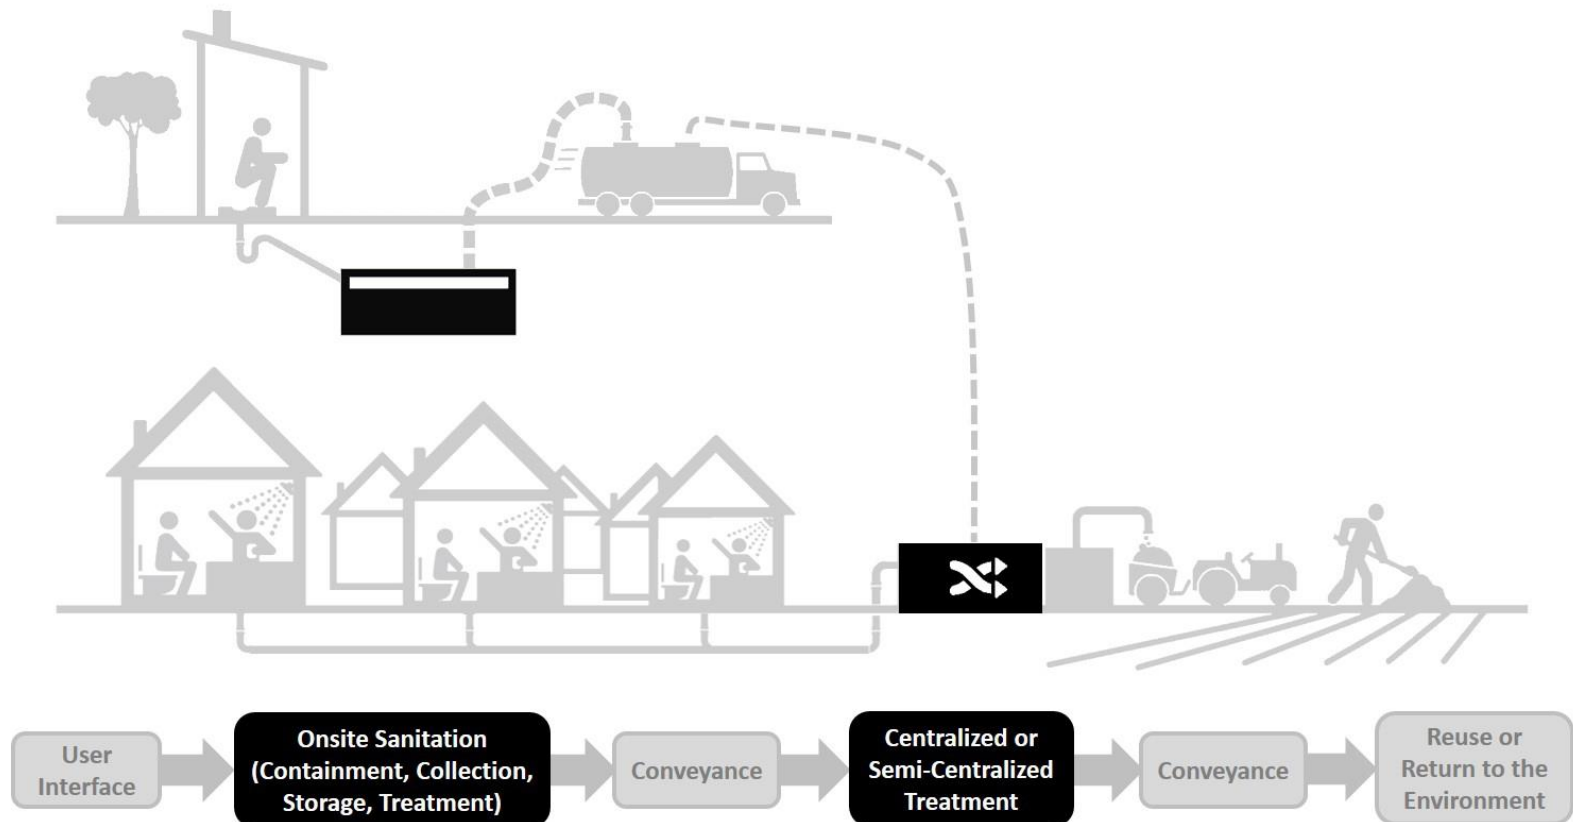 User
Interface
Onsite Sanitation
(Containment, Collection,
Storage, Treatment)
Conveyance
Centralized or
Semi-Centralized
Treatment
Conveyance
Reuse or
Return to the
Environment